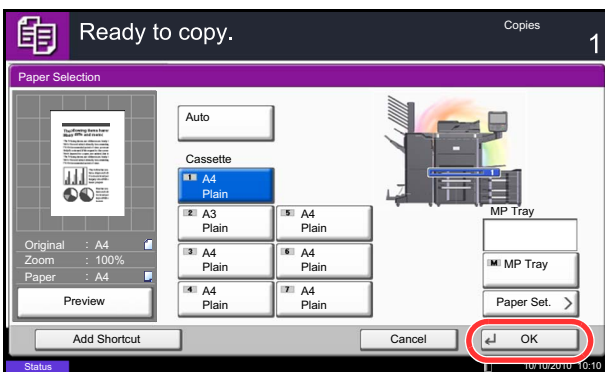 Ready to copy.
Copies
1
Paper Selection
Auto
Cassette
1 A4
Plain
2 A3
Plain
5 A4
Plain
3 A4
Plain
6 A4
Plain
4 A4
Plain
7 A4
Plain
1
MP Tray
M MP Tray
Paper Set.
Original : A4
Zoom : 100%
Paper : A4
Preview
Add Shortcut
Cancel
OK
Status
10/10/2010 10:10